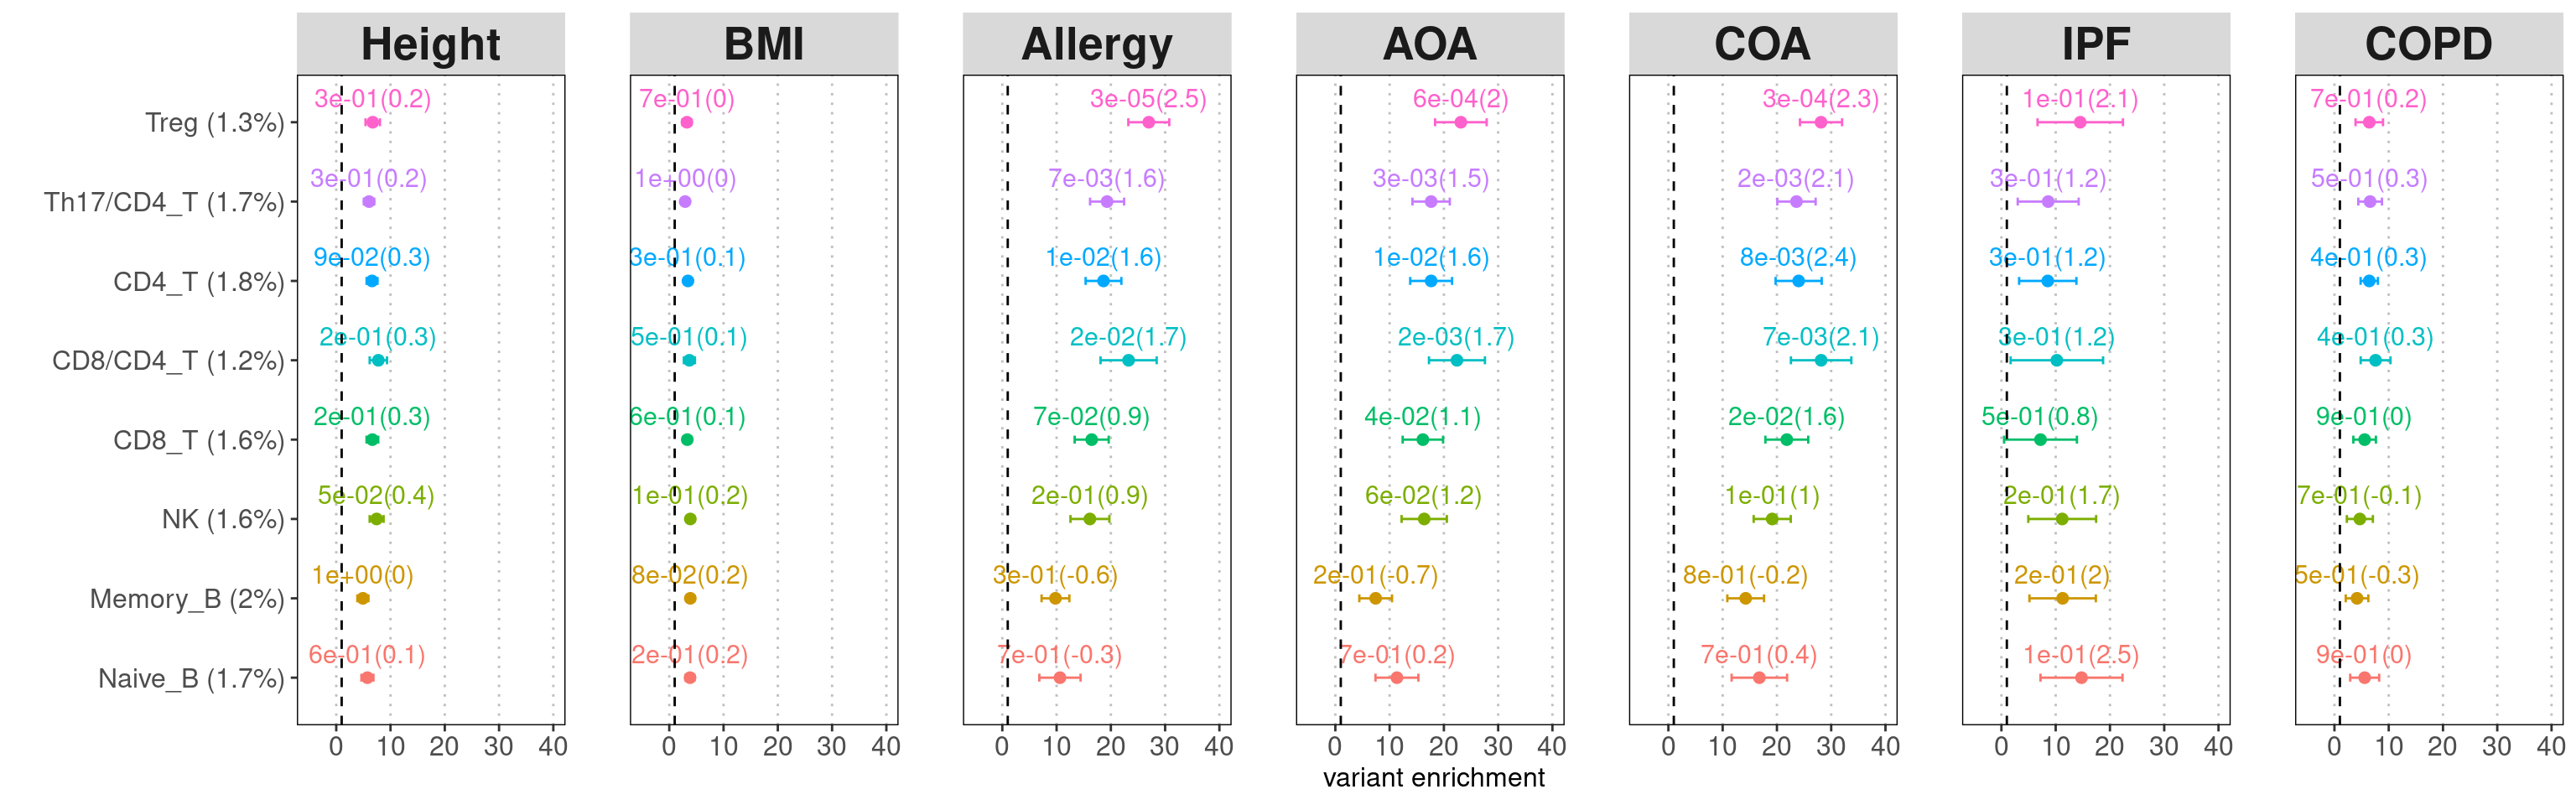 Height BMI Allergy AOA COA IPF COPD
Treg (1.3%) 3e-01(0.2) 7e-01(0) 3e-05(2.5) 6e-04(2) 3e-04(2.3) 1e-01(2.1) 7e-01(0.2)
Th17/CD4_T (1.7%) 3e-01(0.2) 1e+00(0) 7e-03(1.6) 3e-03(1.5) 2e-03(2.1) 3e-01(1.2) 5e-01(0.3)
CD4_T (1.8%) 9e-02(0.3) 3e-01(0.1) 1e-02(1.6) 1e-02(1.6) 8e-03(2.4) 3e-01(1.2) 4e-01(0.3)
CD8/CD4_T (1.2%) 2e-01(0.3) 5e-01(0.1) 2e-02(1.7) 2e-03(1.7) 7e-03(2.1) 3e-01(1.2) 4e-01(0.3)
CD8_T (1.6%) 2e-01(0.3) 6e-01(0.1) 7e-02(0.9) 4e-02(1.1) 2e-02(1.6) 5e-01(0.8) 9e-01(0)
NK (1.6%) 5e-02(0.4) 1e-01(0.2) 2e-01(0.9) 6e-02(1.2) 1e-01(1) 2e-01(1.7) 7e-01(-0.1)
Memory_B (2%) 1e+00(0) 8e-02(0.2) 3e-01(-0.6) 2e-01(-0.7) 8e-01(-0.2) 2e-01(2) 5e-01(-0.3)
Naive_B (1.7%) 6e-01(0.1) 2e-01(0.2) 7e-01(-0.3) 7e-01(0.2) 7e-01(0.4) 1e-01(2.5) 9e-01(0)
0 10 20 30 40 0 10 20 30 40 0 10 20 30 40 0 10 20 30 40 0 10 20 30 40 0 10 20 30 40 0 10 20 30 40
variant enrichment